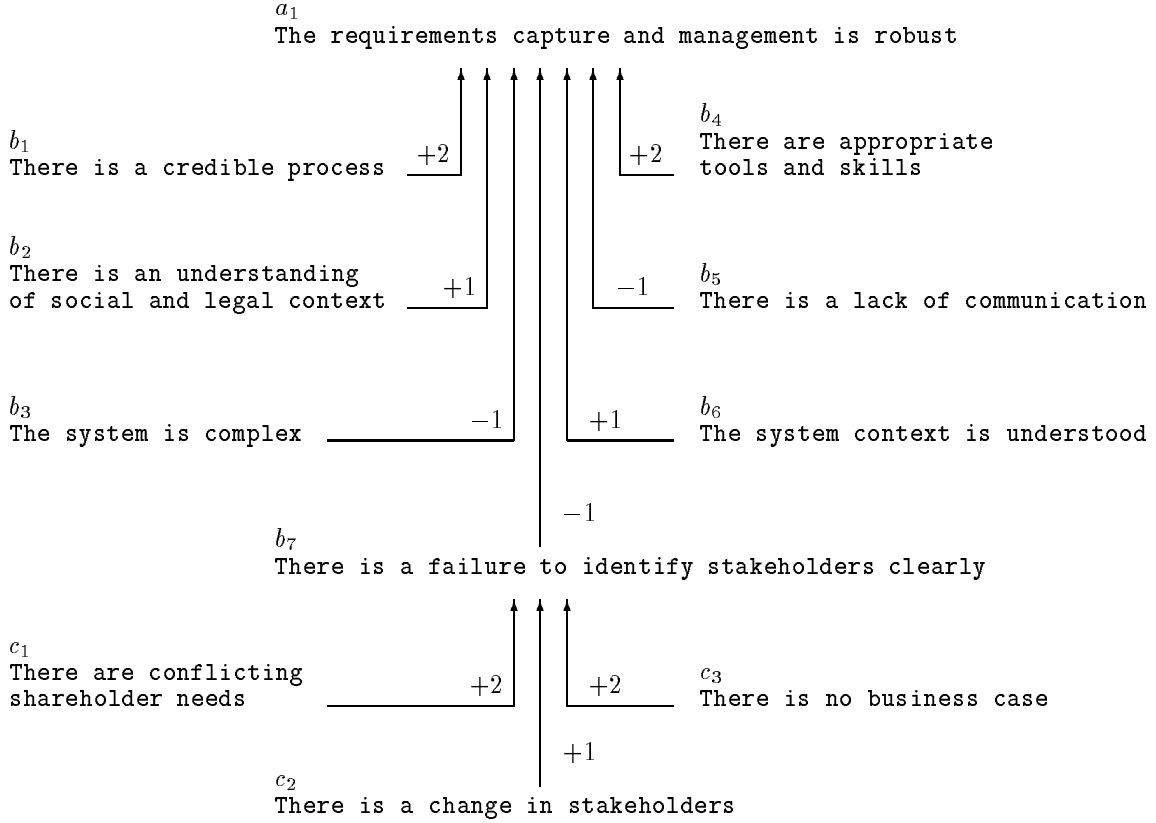 a₁
The requirements capture and management is robust
b₁
There is a credible process
+2
+2
b₄
There are appropriate
tools and skills
b₂
There is an understanding
of social and legal context
+1
−1
b₅
There is a lack of communication
b₃
The system is complex
−1
+1
b₆
The system context is understood
−1
b₇
There is a failure to identify stakeholders clearly
c₁
There are conflicting
shareholder needs
+2
+2
c₃
There is no business case
+1
c₂
There is a change in stakeholders